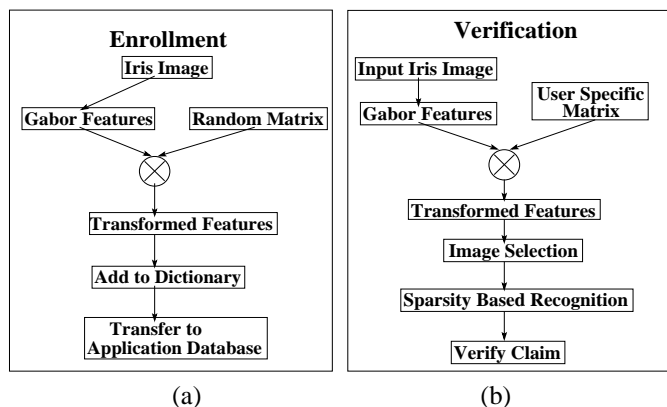 Enrollment
Iris Image
Gabor Features
Random Matrix
Transformed Features
Add to Dictionary
Transfer to
Application Database
(a)
Verification
Input Iris Image
User Specific
Matrix
Gabor Features
Transformed Features
Image Selection
Sparsity Based Recognition
Verify Claim
(b)